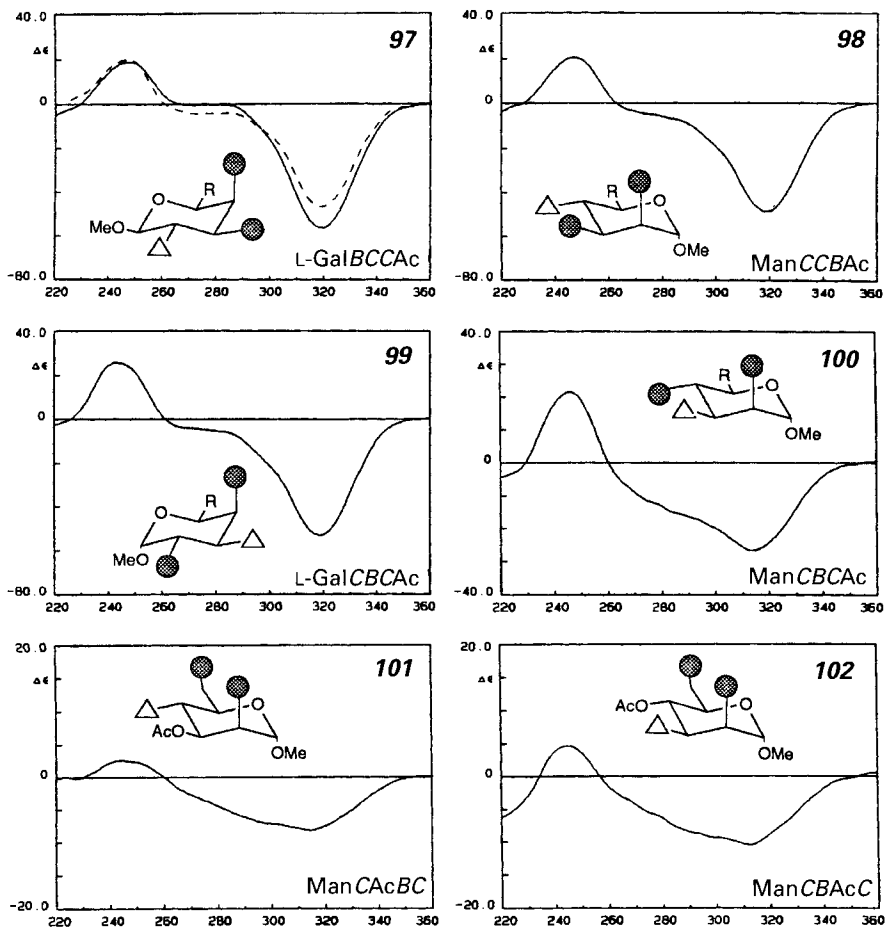 40.0
97
Δε
0
O
R
MeO
L-GalBCCAc
-80.0
220 240 260 280 300 320 340 360
40.0
98
Δε
0
R
O
OMe
ManCCBAc
-80.0
220 240 260 280 300 320 340 360
40.0
99
Δε
0
O
R
MeO
L-GalCBCAc
-80.0
220 240 260 280 300 320 340 360
40.0
100
Δε
R
O
OMe
0
ManCBCAc
-40.0
220 240 260 280 300 320 340 360
20.0
101
Δε
O
AcO
OMe
0
ManCAcBC
-20.0
220 240 260 280 300 320 340 360
20.0
102
Δε
AcO
O
OMe
0
ManCBAcC
-20.0
220 240 260 280 300 320 340 360